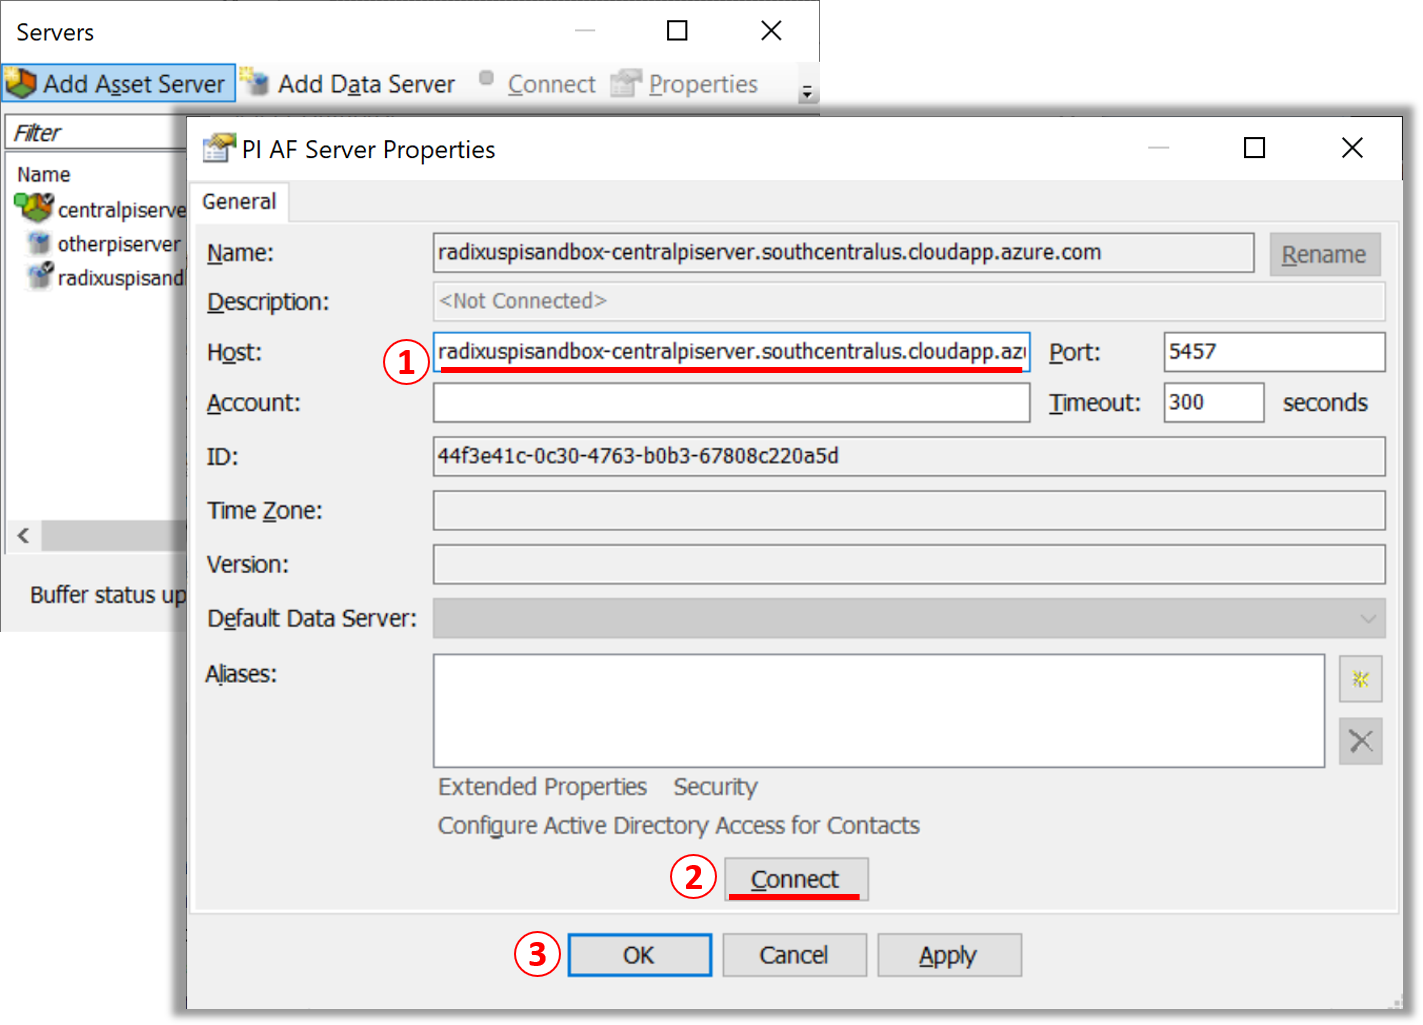 Servers
Add Asset Server Add Data Server Connect Properties
Filter
Name
centralpiserve
otherpiserver
radixuspisand
Buffer status up
PI AF Server Properties
General
Name: radixuspisandbox-centralpiserver.southcentralus.cloudapp.azure.com Rename
Description: <Not Connected>
1 Host: radixuspisandbox-centralpiserver.southcentralus.cloudapp.az Port: 5457
Account: Timeout: 300 seconds
ID: 44f3e41c-0c30-4763-b0b3-67808c220a5d
Time Zone:
Version:
Default Data Server:
Aliases:
Extended Properties Security
Configure Active Directory Access for Contacts
2 Connect
3 OK Cancel Apply